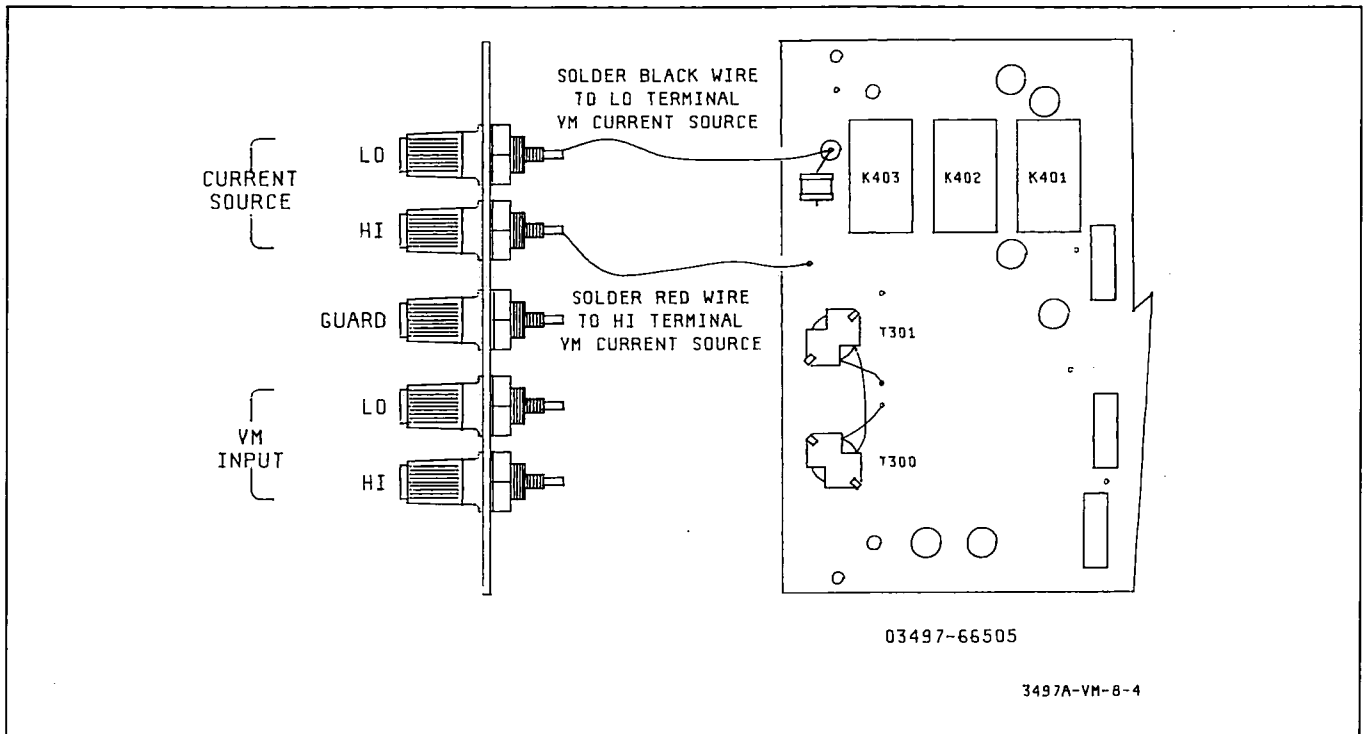 SOLDER BLACK WIRE
TO LO TERMINAL
VM CURRENT SOURCE
LO
CURRENT
SOURCE
HI
GUARD
SOLDER RED WIRE
TO HI TERMINAL
VM CURRENT SOURCE
LO
VM
INPUT
HI
K403
K402
K401
T301
T300
03497-66505
3497A-VM-8-4